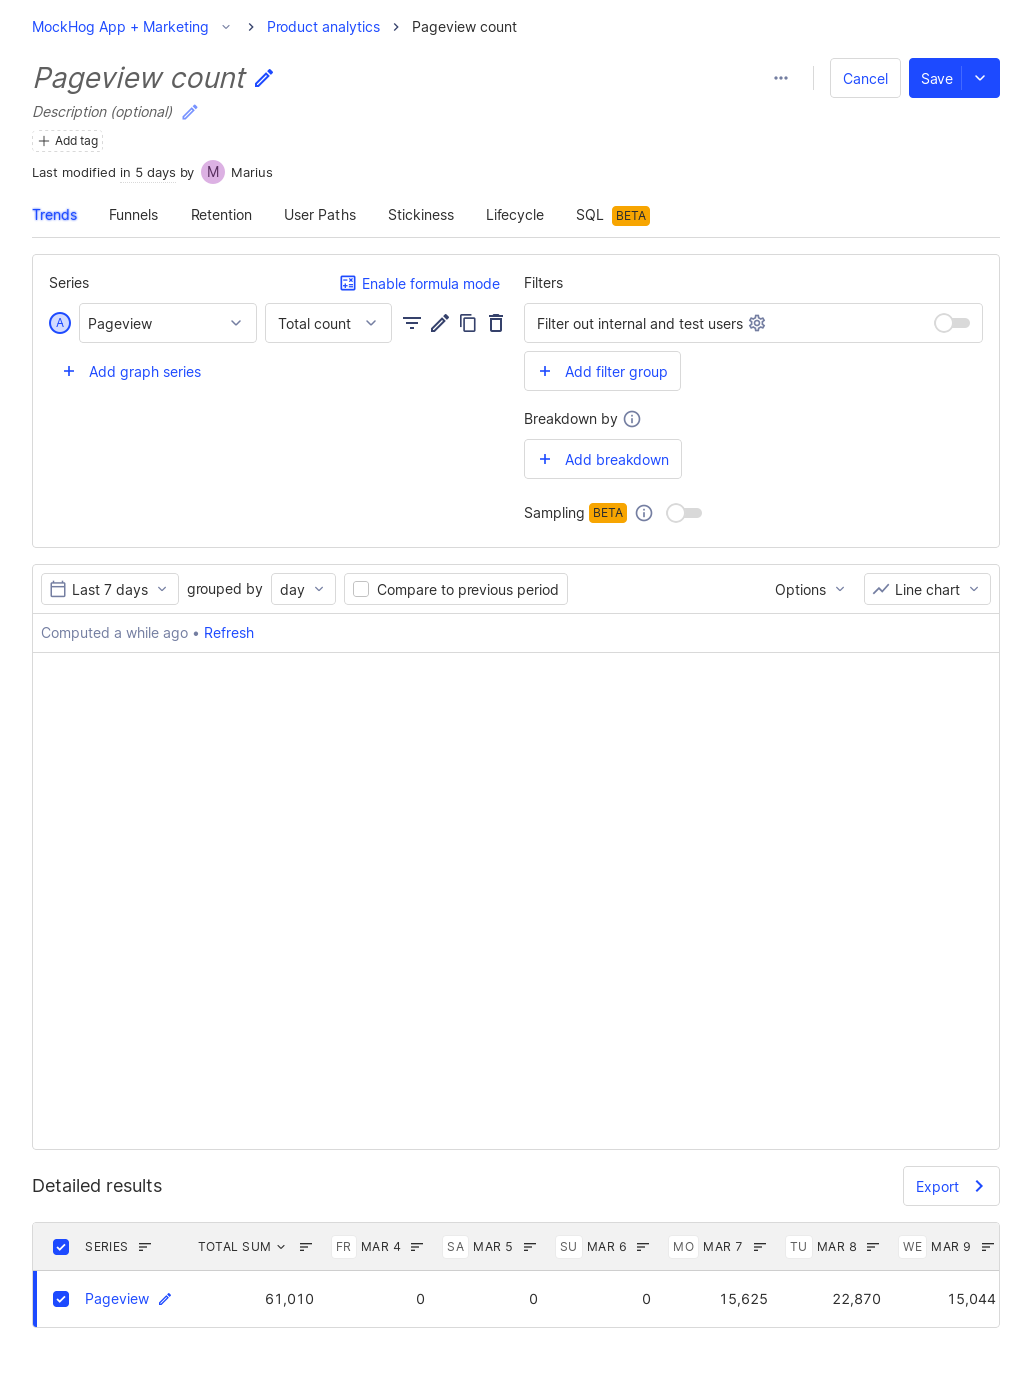 MockHog App + Marketing Product analytics Pageview count
Pageview count
Cancel Save
Description (optional)
Add tag
Last modified in 5 days by M Marius
Trends Funnels Retention User Paths Stickiness Lifecycle SQL BETA
Series Enable formula mode
A Pageview Total count
Add graph series
Filters
Filter out internal and test users
Add filter group
Breakdown by
Add breakdown
Sampling BETA
Last 7 days grouped by day Compare to previous period Options Line chart
Computed a while ago • Refresh
Detailed results Export
SERIES TOTAL SUM FR MAR 4 SA MAR 5 SU MAR 6 MO MAR 7 TU MAR 8 WE MAR 9
Pageview 61,010 0 0 0 15,625 22,870 15,044